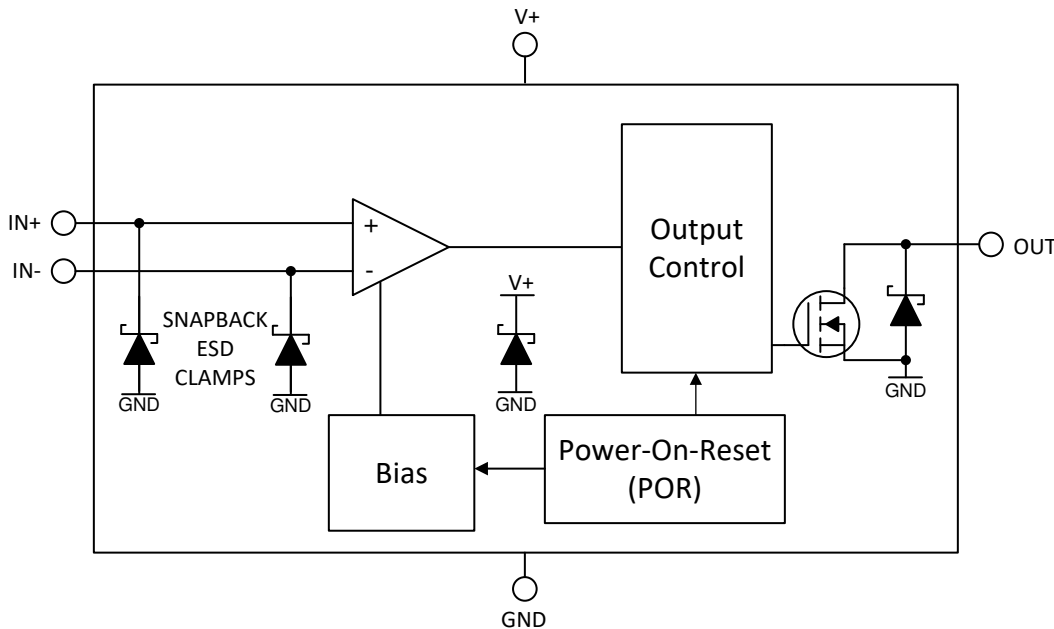 V+
IN+
IN-
+
-
Output
Control
OUT
V+
SNAPBACK
ESD
CLAMPS
GND
GND
GND
GND
Bias
Power-On-Reset
(POR)
GND